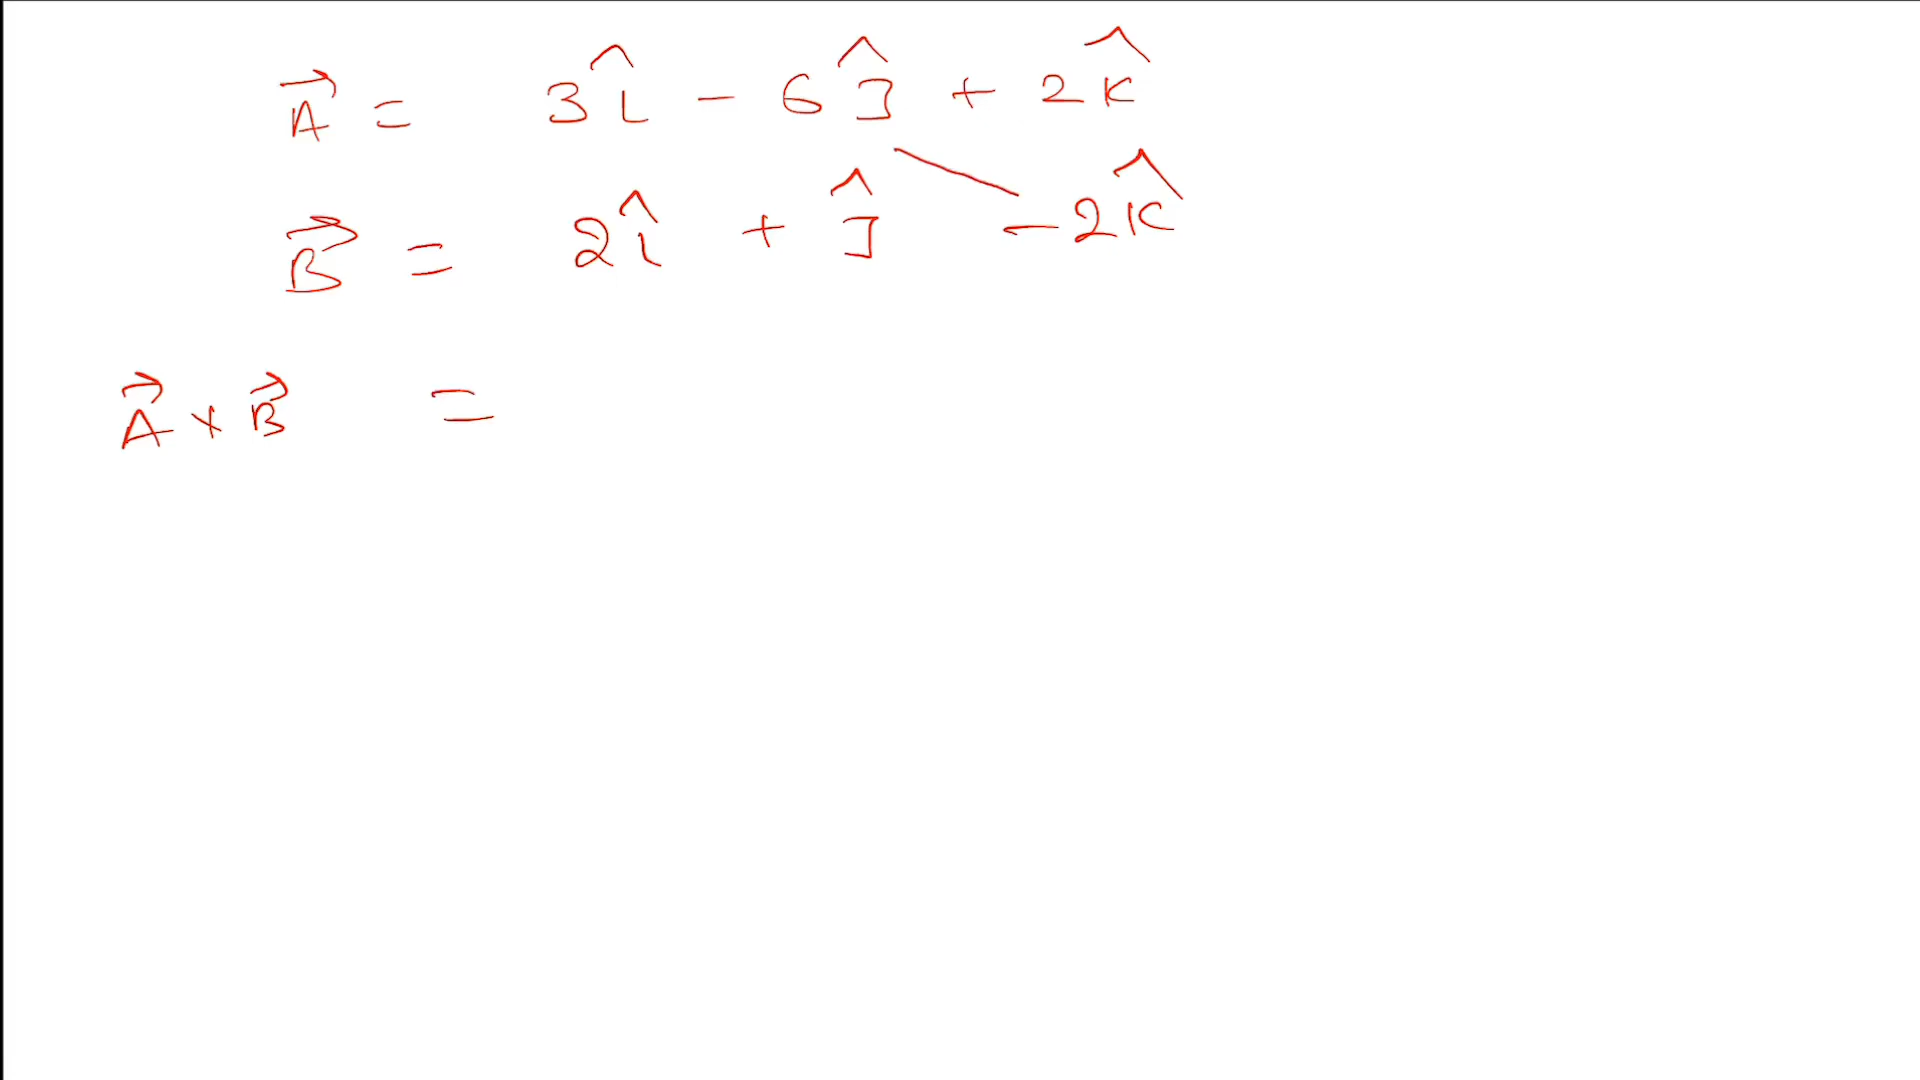 A⃗ = 3î - 6ĵ + 2k̂
B⃗ = 2î + ĵ - 2k̂
A⃗ × B⃗ =